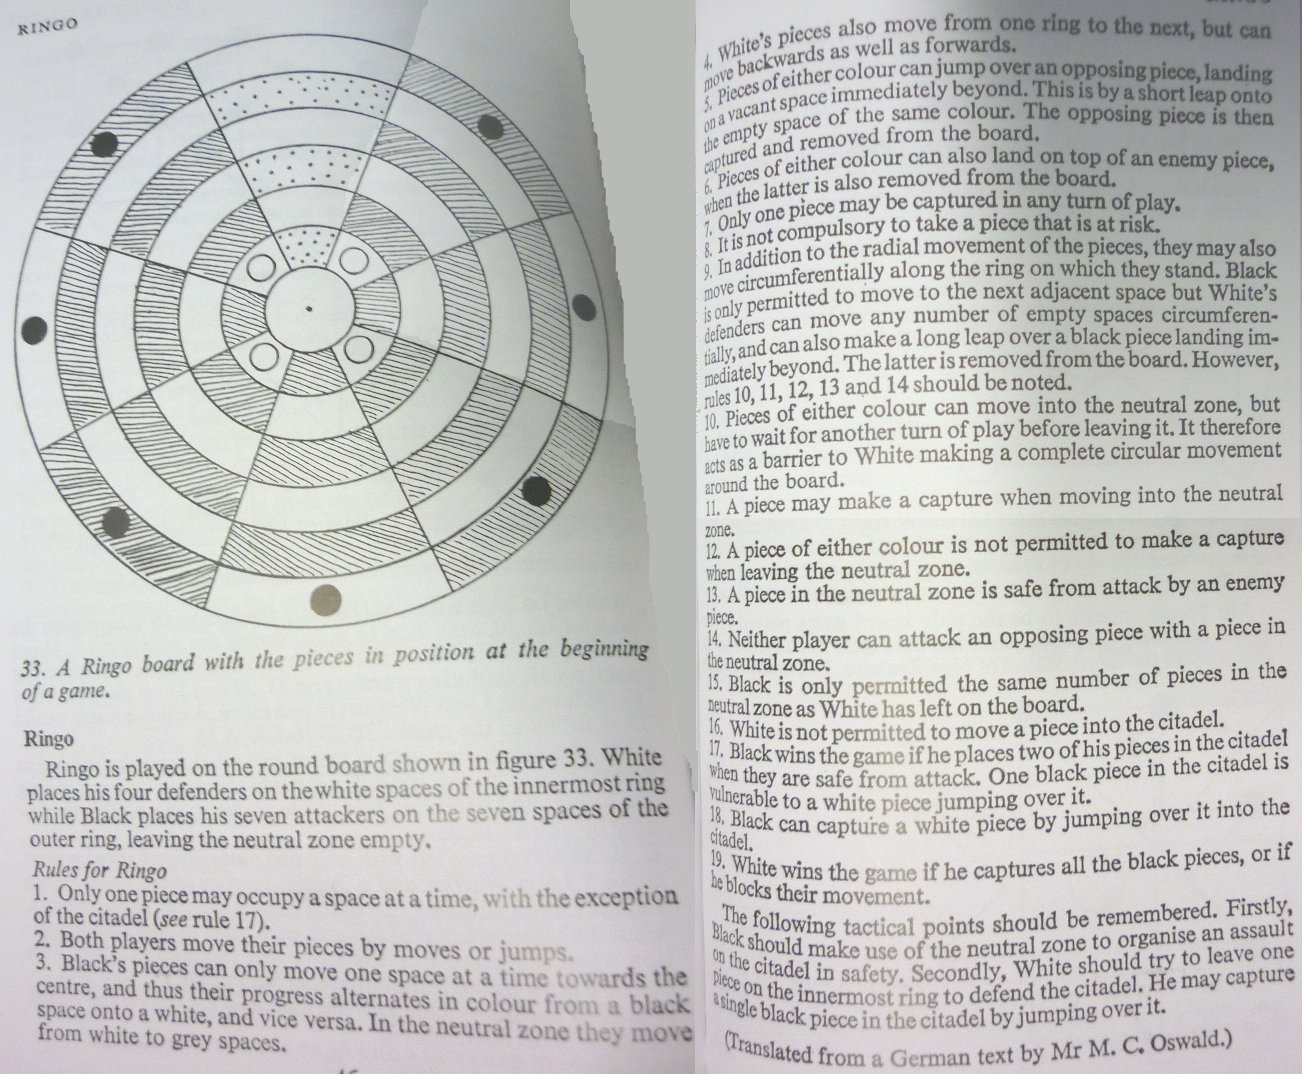 RINGO
33. A Ringo board with the pieces in position at the beginning
of a game.
Ringo
Ringo is played on the round board shown in figure 33. White
places his four defenders on the white spaces of the innermost ring
while Black places his seven attackers on the seven spaces of the
outer ring, leaving the neutral zone empty.
Rules for Ringo
1. Only one piece may occupy a space at a time, with the exception
of the citadel (see rule 17).
2. Both players move their pieces by moves or jumps.
3. Black's pieces can only move one space at a time towards the
centre, and thus their progress alternates in colour from a black
space onto a white, and vice versa. In the neutral zone they move
from white to grey spaces.
4. White's pieces also move from one ring to the next, but can
move backwards as well as forwards.
5. Pieces of either colour can jump over an opposing piece, landing
on a vacant space immediately beyond. This is by a short leap onto
the empty space of the same colour. The opposing piece is then
captured and removed from the board.
6. Pieces of either colour can also land on top of an enemy piece,
when the latter is also removed from the board.
7. Only one piece may be captured in any turn of play.
8. It is not compulsory to take a piece that is at risk.
9. In addition to the radial movement of the pieces, they may also
move circumferentially along the ring on which they stand. Black
is only permitted to move to the next adjacent space but White's
defenders can move any number of empty spaces circumferen-
tially, and can also make a long leap over a black piece landing im-
mediately beyond. The latter is removed from the board. However,
rules 10, 11, 12, 13 and 14 should be noted.
10. Pieces of either colour can move into the neutral zone, but
have to wait for another turn of play before leaving it. It therefore
acts as a barrier to White making a complete circular movement
around the board.
11. A piece may make a capture when moving into the neutral
zone.
12. A piece of either colour is not permitted to make a capture
when leaving the neutral zone.
13. A piece in the neutral zone is safe from attack by an enemy
piece.
14. Neither player can attack an opposing piece with a piece in
the neutral zone.
15. Black is only permitted the same number of pieces in the
neutral zone as White has left on the board.
16. White is not permitted to move a piece into the citadel.
17. Black wins the game if he places two of his pieces in the citadel
when they are safe from attack. One black piece in the citadel is
vulnerable to a white piece jumping over it.
18. Black can capture a white piece by jumping over it into the
citadel.
19. White wins the game if he captures all the black pieces, or if
he blocks their movement.
The following tactical points should be remembered. Firstly,
Black should make use of the neutral zone to organise an assault
on the citadel in safety. Secondly, White should try to leave one
piece on the innermost ring to defend the citadel. He may capture
a single black piece in the citadel by jumping over it.
(Translated from a German text by Mr M. C. Oswald.)